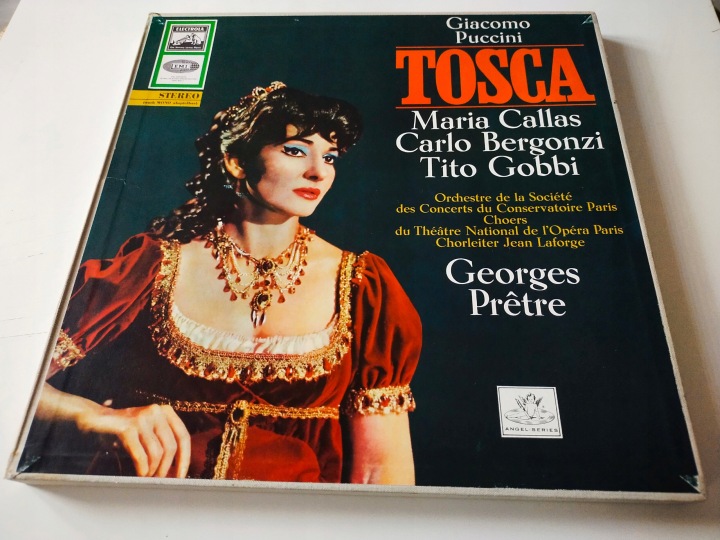 ELECTROLA
EMI
STEREO
Giacomo
Puccini
TOSCA
Maria Callas
Carlo Bergonzi
Tito Gobbi
Orchestre de la Société
des Concerts du Conservatoire Paris
Choers
du Théâtre National de l'Opéra Paris
Chorleiter Jean Laforge
Georges
Prêtre
ANGEL-SERIES